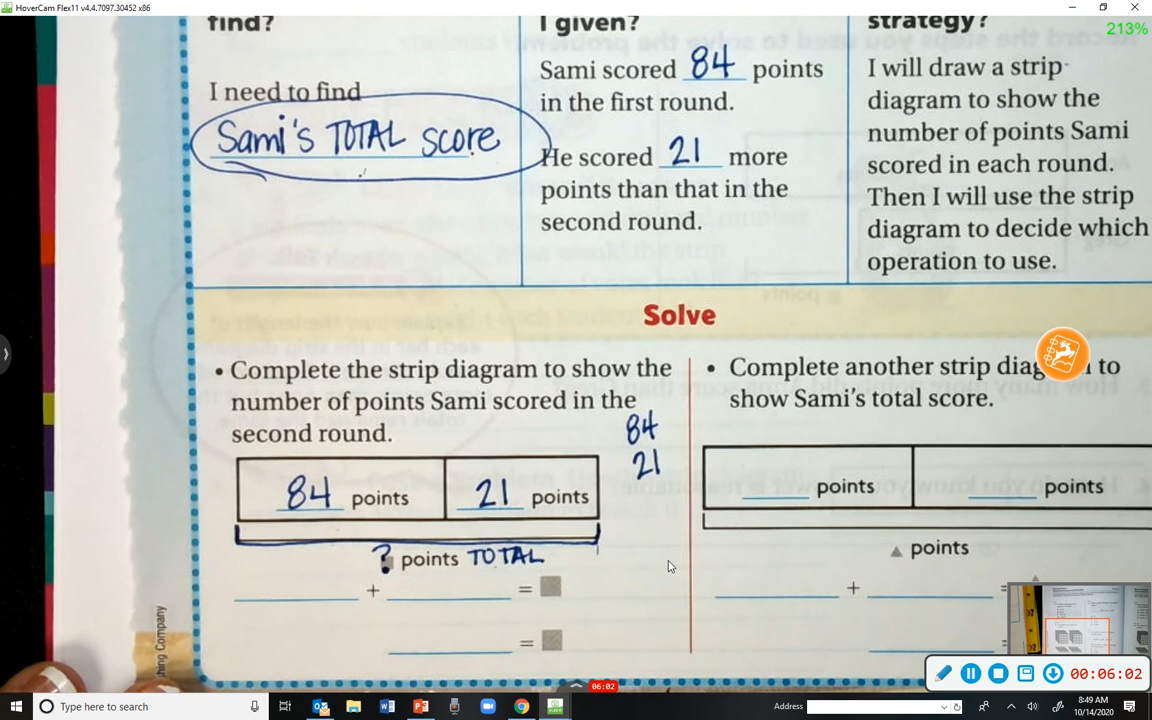 HoverCam Flex11 v4.4.7097.30452 x86
213%
find?
I given?
strategy?
I need to find
Sami's TOTAL score
Sami scored 84 points
in the first round.
He scored 21 more
points than that in the
second round.
I will draw a strip
diagram to show the
number of points Sami
scored in each round.
Then I will use the strip
diagram to decide which
operation to use.
Solve
• Complete the strip diagram to show the
number of points Sami scored in the
second round.
84
21
84 points 21 points
? points TOTAL
+ =
=
• Complete another strip to
show Sami's total score.
points points
▲ points
+ =
hing Company
00:06:02
06:02
Type here to search
Address
8:49 AM
10/14/2020